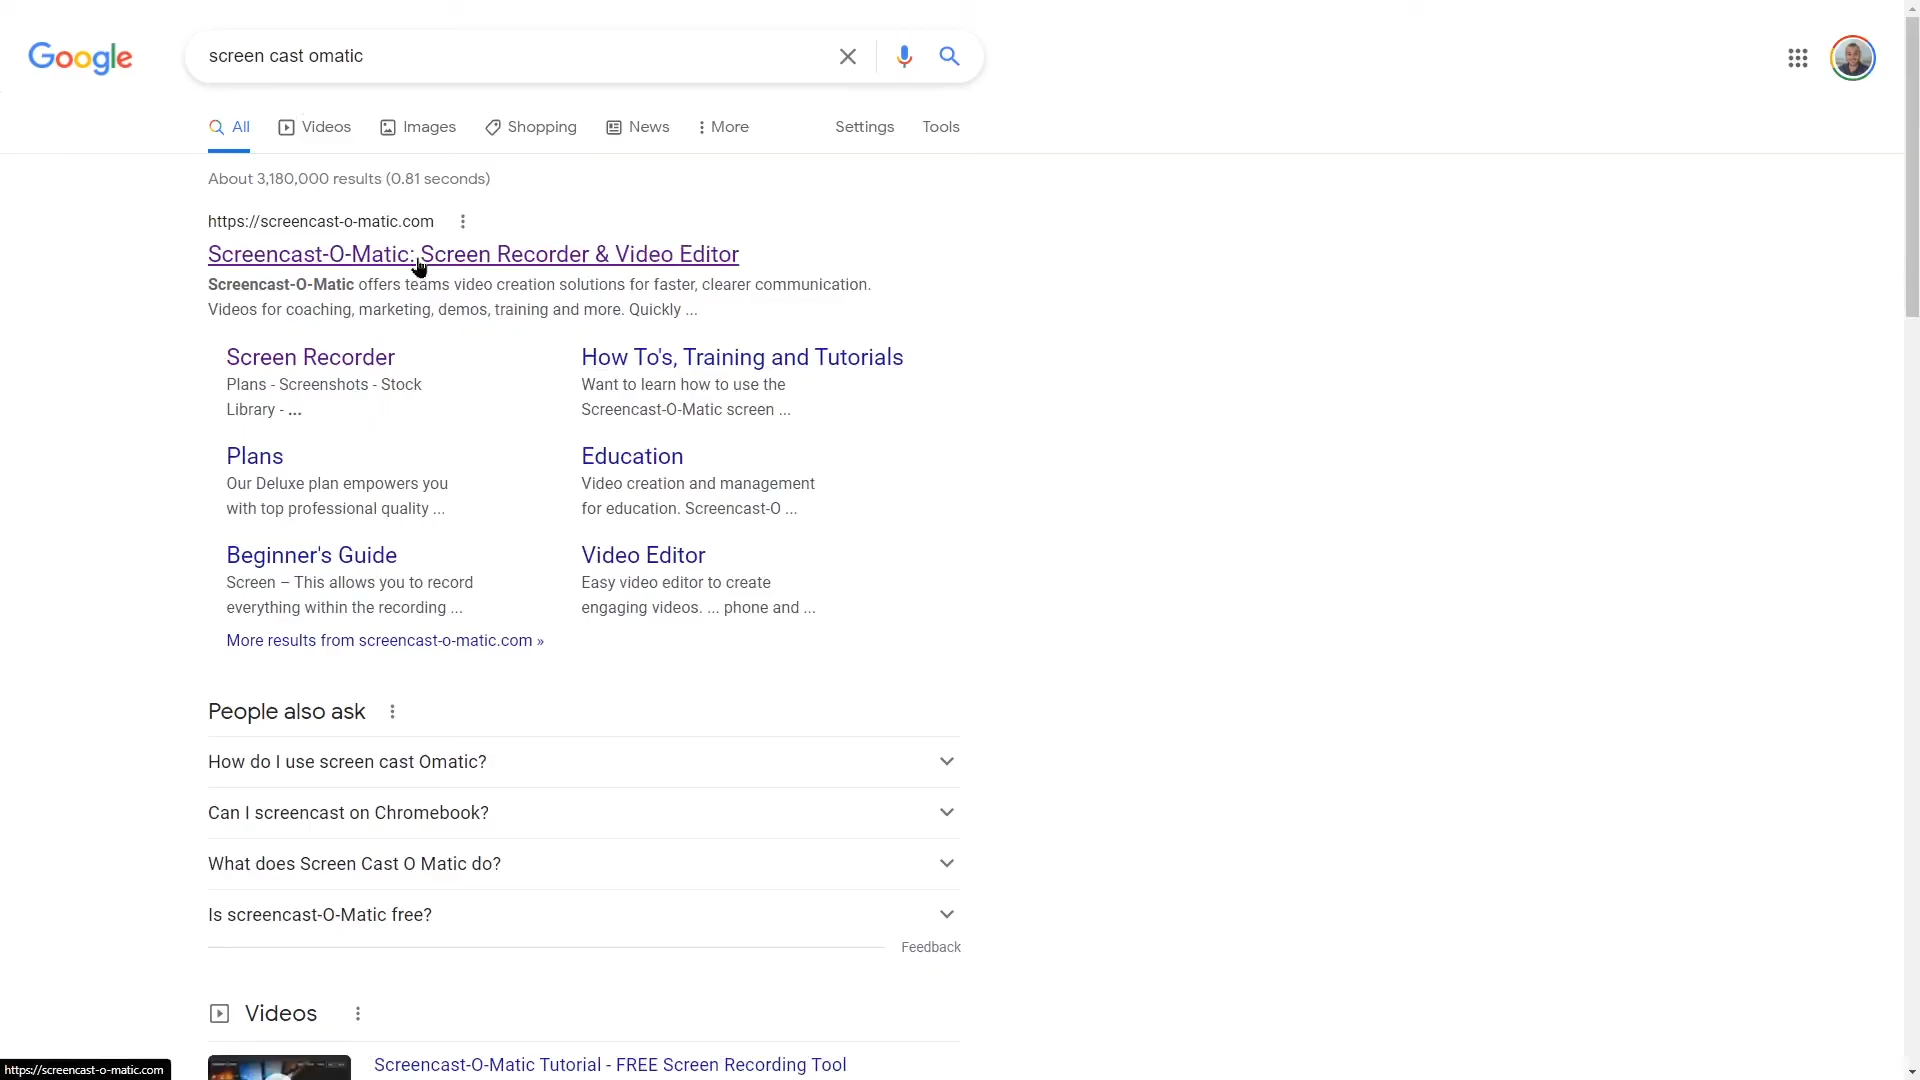 Google
screen cast omatic
All Videos Images Shopping News More Settings Tools
About 3,180,000 results (0.81 seconds)
https://screencast-o-matic.com
Screencast-O-Matic: Screen Recorder & Video Editor
Screencast-O-Matic offers teams video creation solutions for faster, clearer communication.
Videos for coaching, marketing, demos, training and more. Quickly ...
Screen Recorder
Plans - Screenshots - Stock
Library - ...
How To's, Training and Tutorials
Want to learn how to use the
Screencast-O-Matic screen ...
Plans
Our Deluxe plan empowers you
with top professional quality ...
Education
Video creation and management
for education. Screencast-O ...
Beginner's Guide
Screen – This allows you to record
everything within the recording ...
Video Editor
Easy video editor to create
engaging videos. ... phone and ...
More results from screencast-o-matic.com »
People also ask
How do I use screen cast Omatic?
Can I screencast on Chromebook?
What does Screen Cast O Matic do?
Is screencast-O-Matic free?
Feedback
Videos
Screencast-O-Matic Tutorial - FREE Screen Recording Tool
https://screencast-o-matic.com